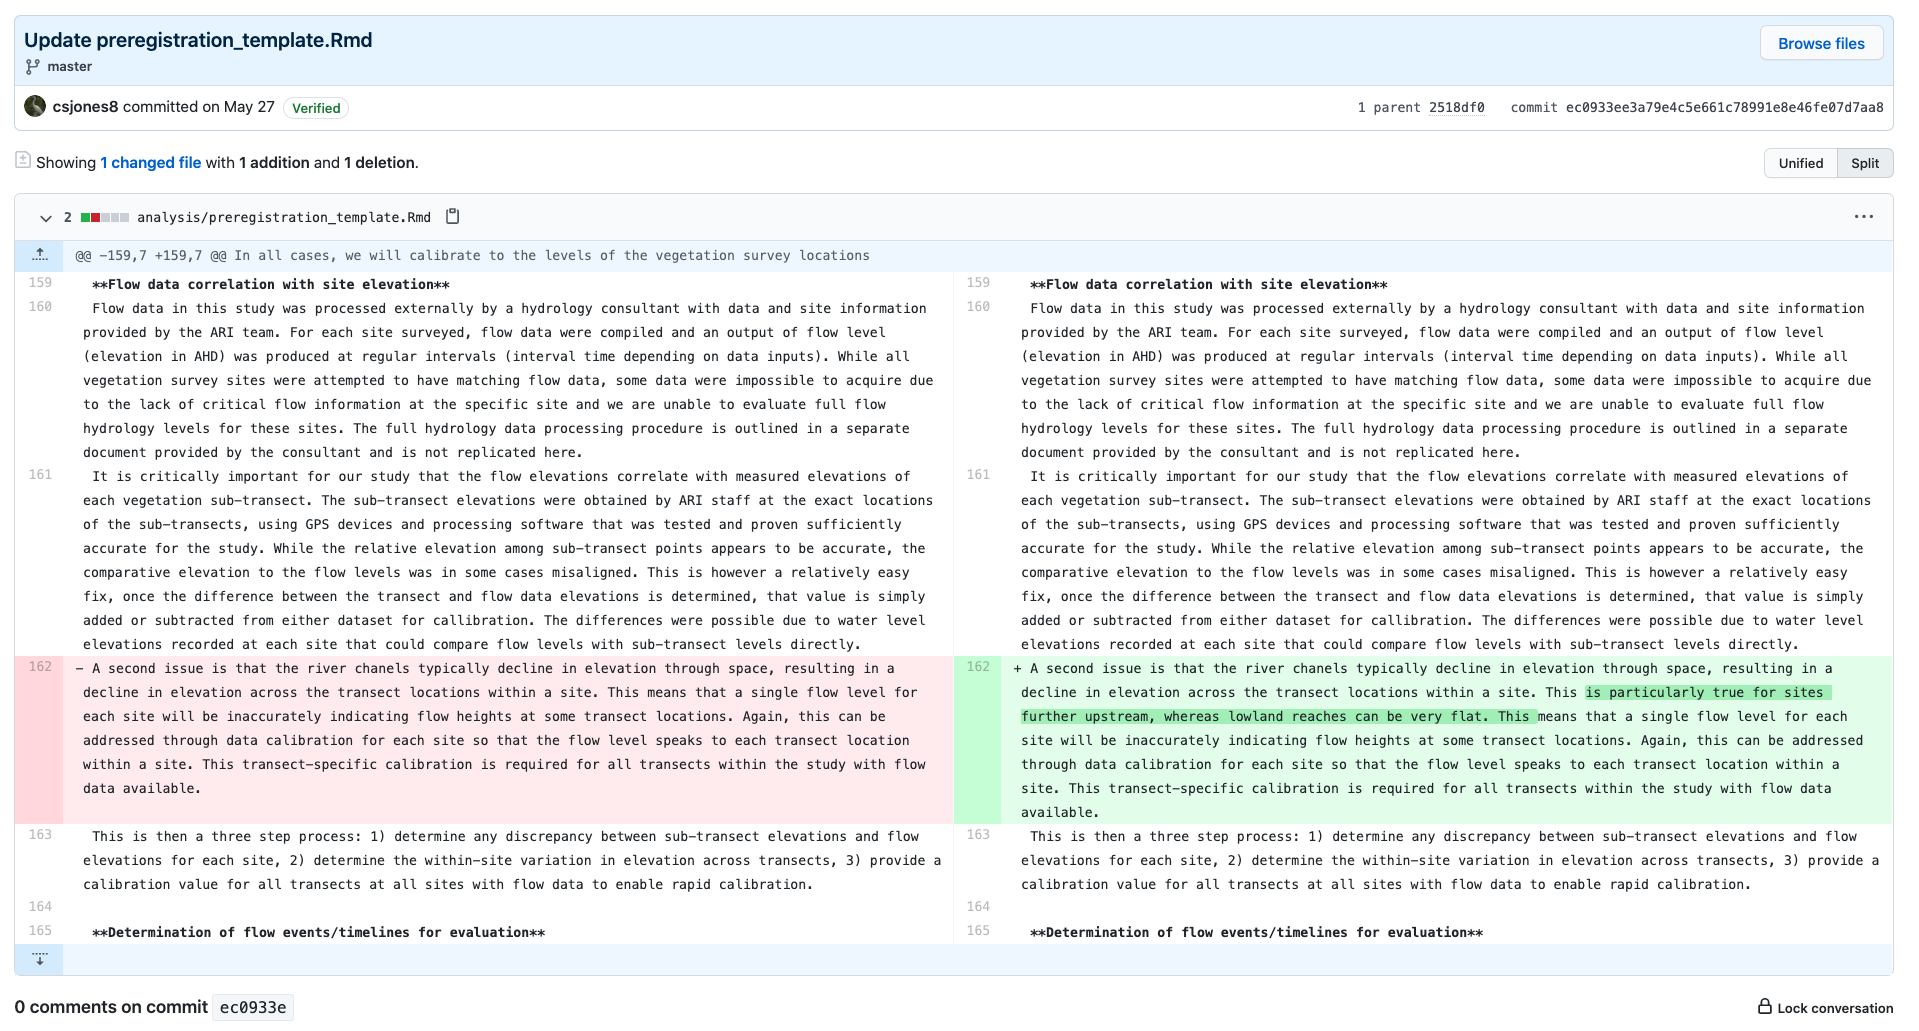 Update preregistration_template.Rmd
Browse files
master
csjones8 committed on May 27 Verified
1 parent 2518df0 commit ec0933ee3a79e4c5e661c78991e8e46fe07d7aa8
Showing 1 changed file with 1 addition and 1 deletion.
Unified Split
2 analysis/preregistration_template.Rmd
@@ -159,7 +159,7 @@ In all cases, we will calibrate to the levels of the vegetation survey locations
159 **Flow data correlation with site elevation**
160 Flow data in this study was processed externally by a hydrology consultant with data and site information
provided by the ARI team. For each site surveyed, flow data were compiled and an output of flow level
(elevation in AHD) was produced at regular intervals (interval time depending on data inputs). While all
vegetation survey sites were attempted to have matching flow data, some data were impossible to acquire due
to the lack of critical flow information at the specific site and we are unable to evaluate full flow
hydrology levels for these sites. The full hydrology data processing procedure is outlined in a separate
document provided by the consultant and is not replicated here.
161 It is critically important for our study that the flow elevations correlate with measured elevations of
each vegetation sub-transect. The sub-transect elevations were obtained by ARI staff at the exact locations
of the sub-transects, using GPS devices and processing software that was tested and proven sufficiently
accurate for the study. While the relative elevation among sub-transect points appears to be accurate, the
comparative elevation to the flow levels was in some cases misaligned. This is however a relatively easy
fix, once the difference between the transect and flow data elevations is determined, that value is simply
added or subtracted from either dataset for callibration. The differences were possible due to water level
elevations recorded at each site that could compare flow levels with sub-transect levels directly.
162 - A second issue is that the river chanels typically decline in elevation through space, resulting in a
decline in elevation across the transect locations within a site. This means that a single flow level for
each site will be inaccurately indicating flow heights at some transect locations. Again, this can be
addressed through data calibration for each site so that the flow level speaks to each transect location
within a site. This transect-specific calibration is required for all transects within the study with flow
data available.
163 This is then a three step process: 1) determine any discrepancy between sub-transect elevations and flow
elevations for each site, 2) determine the within-site variation in elevation across transects, 3) provide a
calibration value for all transects at all sites with flow data to enable rapid calibration.
164
165 **Determination of flow events/timelines for evaluation**
159 **Flow data correlation with site elevation**
160 Flow data in this study was processed externally by a hydrology consultant with data and site information
provided by the ARI team. For each site surveyed, flow data were compiled and an output of flow level
(elevation in AHD) was produced at regular intervals (interval time depending on data inputs). While all
vegetation survey sites were attempted to have matching flow data, some data were impossible to acquire due
to the lack of critical flow information at the specific site and we are unable to evaluate full flow
hydrology levels for these sites. The full hydrology data processing procedure is outlined in a separate
document provided by the consultant and is not replicated here.
161 It is critically important for our study that the flow elevations correlate with measured elevations of
each vegetation sub-transect. The sub-transect elevations were obtained by ARI staff at the exact locations
of the sub-transects, using GPS devices and processing software that was tested and proven sufficiently
accurate for the study. While the relative elevation among sub-transect points appears to be accurate, the
comparative elevation to the flow levels was in some cases misaligned. This is however a relatively easy
fix, once the difference between the transect and flow data elevations is determined, that value is simply
added or subtracted from either dataset for callibration. The differences were possible due to water level
elevations recorded at each site that could compare flow levels with sub-transect levels directly.
162 + A second issue is that the river chanels typically decline in elevation through space, resulting in a
decline in elevation across the transect locations within a site. This is particularly true for sites
further upstream, whereas lowland reaches can be very flat. This means that a single flow level for each
site will be inaccurately indicating flow heights at some transect locations. Again, this can be addressed
through data calibration for each site so that the flow level speaks to each transect location within a
site. This transect-specific calibration is required for all transects within the study with flow data
available.
163 This is then a three step process: 1) determine any discrepancy between sub-transect elevations and flow
elevations for each site, 2) determine the within-site variation in elevation across transects, 3) provide a
calibration value for all transects at all sites with flow data to enable rapid calibration.
164
165 **Determination of flow events/timelines for evaluation**
0 comments on commit ec0933e
Lock conversation